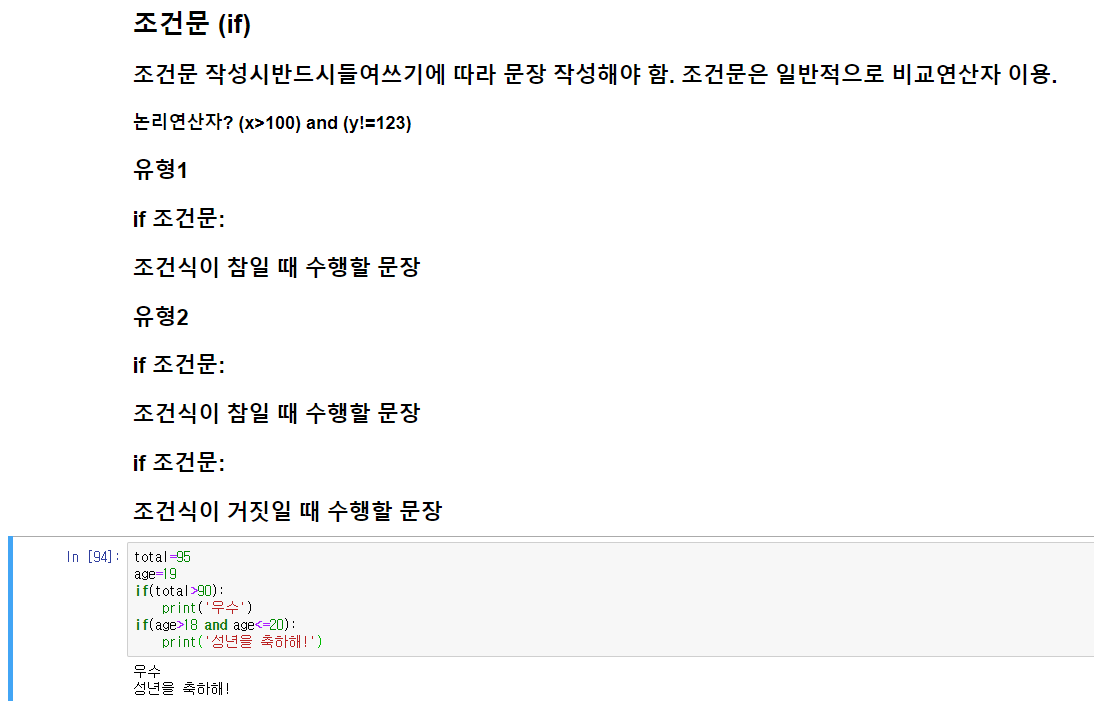 조건문 (if)
조건문 작성시반드시들여쓰기에 따라 문장 작성해야 함. 조건문은 일반적으로 비교연산자 이용.
논리연산자? (x>100) and (y!=123)
유형1
if 조건문:
조건식이 참일 때 수행할 문장
유형2
if 조건문:
조건식이 참일 때 수행할 문장
if 조건문:
조건식이 거짓일 때 수행할 문장
In [94]:
total=95
age=19
if(total>90):
    print('우수')
if(age>18 and age<=20):
    print('성년을 축하해!')
우수
성년을 축하해!